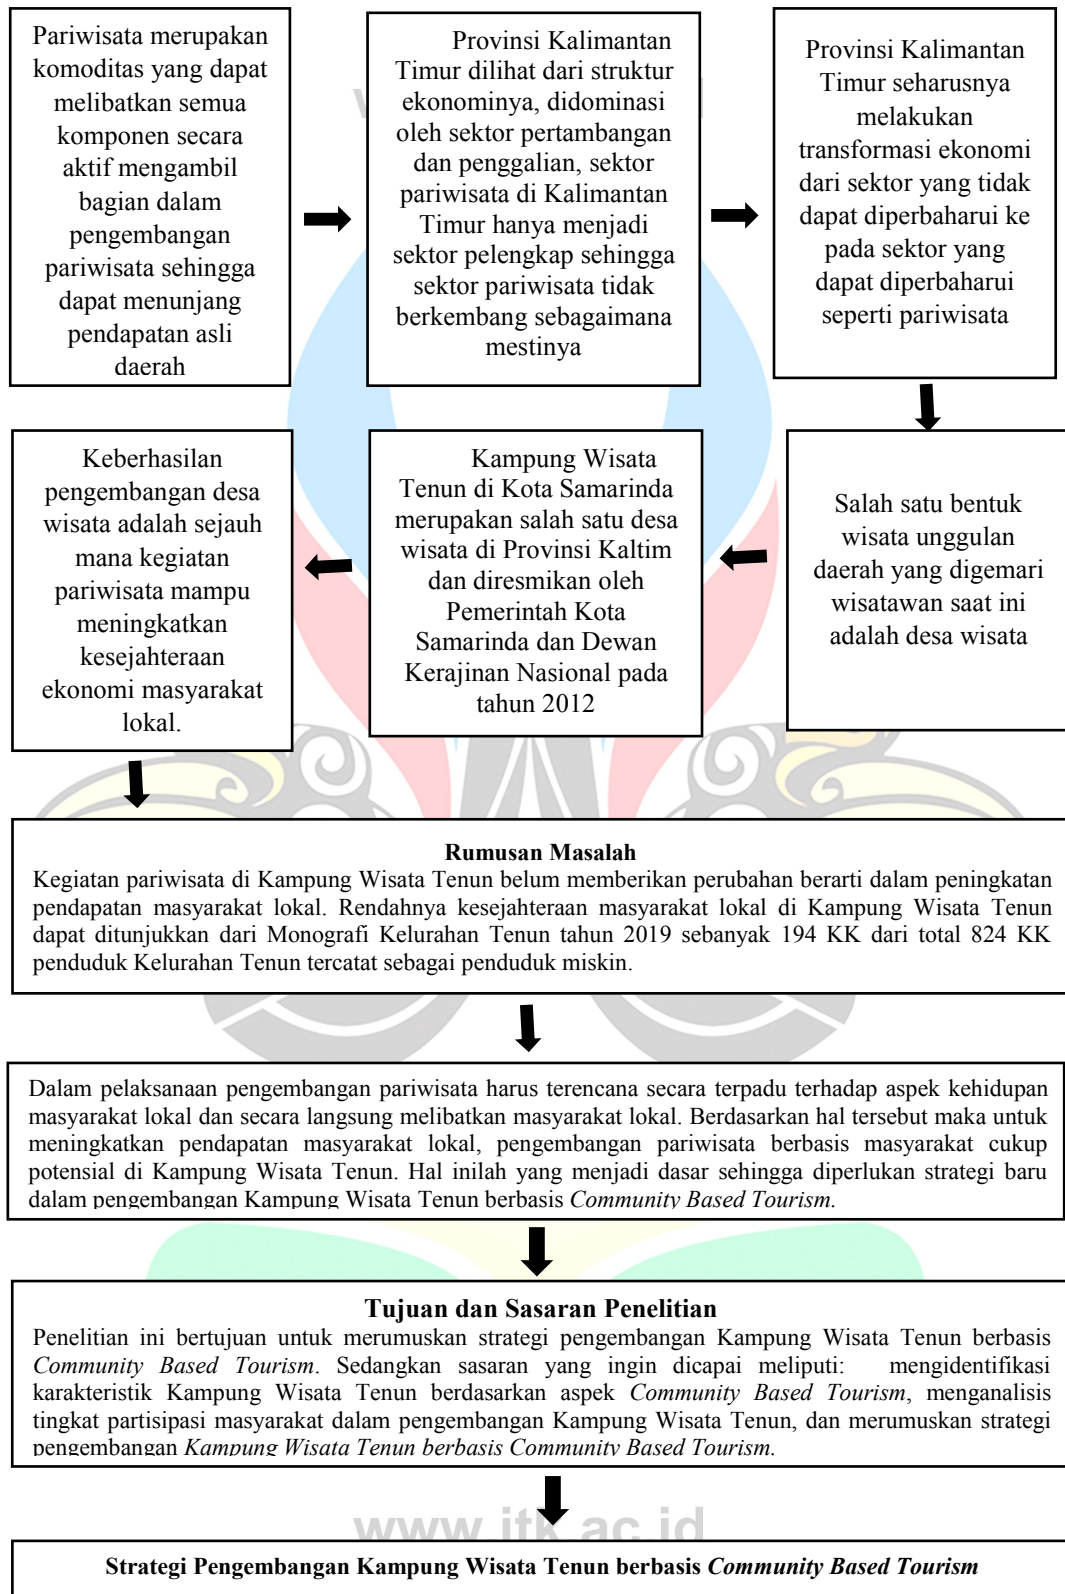 Pariwisata merupakan
komoditas yang dapat
melibatkan semua
komponen secara
aktif mengambil
bagian dalam
pengembangan
pariwisata sehingga
dapat menunjang
pendapatan asli
daerah
Provinsi Kalimantan
Timur dilihat dari struktur
ekonominya, didominasi
oleh sektor pertambangan
dan penggalian, sektor
pariwisata di Kalimantan
Timur hanya menjadi
sektor pelengkap sehingga
sektor pariwisata tidak
berkembang sebagaimana
mestinya
Provinsi Kalimantan
Timur seharusnya
melakukan
transformasi ekonomi
dari sektor yang tidak
dapat diperbaharui ke
pada sektor yang
dapat diperbaharui
seperti pariwisata
Salah satu bentuk
wisata unggulan
daerah yang digemari
wisatawan saat ini
adalah desa wisata
Kampung Wisata
Tenun di Kota Samarinda
merupakan salah satu desa
wisata di Provinsi Kaltim
dan diresmikan oleh
Pemerintah Kota
Samarinda dan Dewan
Kerajinan Nasional pada
tahun 2012
Keberhasilan
pengembangan desa
wisata adalah sejauh
mana kegiatan
pariwisata mampu
meningkatkan
kesejahteraan
ekonomi masyarakat
lokal.
Rumusan Masalah
Kegiatan pariwisata di Kampung Wisata Tenun belum memberikan perubahan berarti dalam peningkatan
pendapatan masyarakat lokal. Rendahnya kesejahteraan masyarakat lokal di Kampung Wisata Tenun
dapat ditunjukkan dari Monografi Kelurahan Tenun tahun 2019 sebanyak 194 KK dari total 824 KK
penduduk Kelurahan Tenun tercatat sebagai penduduk miskin.
Dalam pelaksanaan pengembangan pariwisata harus terencana secara terpadu terhadap aspek kehidupan
masyarakat lokal dan secara langsung melibatkan masyarakat lokal. Berdasarkan hal tersebut maka untuk
meningkatkan pendapatan masyarakat lokal, pengembangan pariwisata berbasis masyarakat cukup
potensial di Kampung Wisata Tenun. Hal inilah yang menjadi dasar sehingga diperlukan strategi baru
dalam pengembangan Kampung Wisata Tenun berbasis Community Based Tourism.
Tujuan dan Sasaran Penelitian
Penelitian ini bertujuan untuk merumuskan strategi pengembangan Kampung Wisata Tenun berbasis
Community Based Tourism. Sedangkan sasaran yang ingin dicapai meliputi: mengidentifikasi
karakteristik Kampung Wisata Tenun berdasarkan aspek Community Based Tourism, menganalisis
tingkat partisipasi masyarakat dalam pengembangan Kampung Wisata Tenun, dan merumuskan strategi
pengembangan Kampung Wisata Tenun berbasis Community Based Tourism.
www.itk.ac.id
Strategi Pengembangan Kampung Wisata Tenun berbasis Community Based Tourism